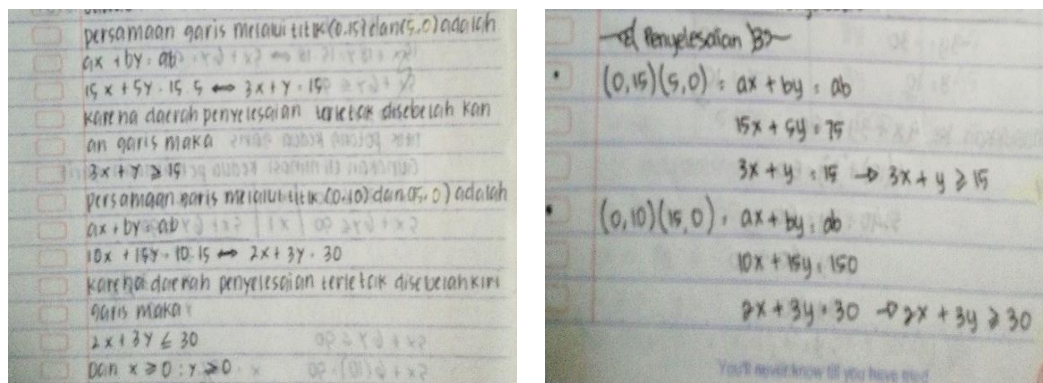 persamaan garis melalui titik (0,15) dan (5,0) adalah
ax + by = ab
15x + 5y = 15.5 ⟺ 3x + y = 15
karena daerah penyelesaian terletak disebelah kan
an garis maka
3x + y ≥ 15
persamaan garis melalui titik (0,10) dan (15,0) adalah
ax + by = ab
10x + 15y = 10.15 ⟺ 2x + 3y = 30
karena daerah penyelesaian terletak disebelah kiri
garis maka
2x + 3y ≤ 30
Dan x ≥ 0 : y ≥ 0
Penyelesaian B
• (0,15)(5,0) = ax + by = ab
15x + 5y = 75
3x + y = 15 → 3x + y ≥ 15
• (0,10)(15,0) = ax + by = ab
10x + 15y = 150
2x + 3y = 30 → 2x + 3y ≥ 30
You'll never know till you have tried